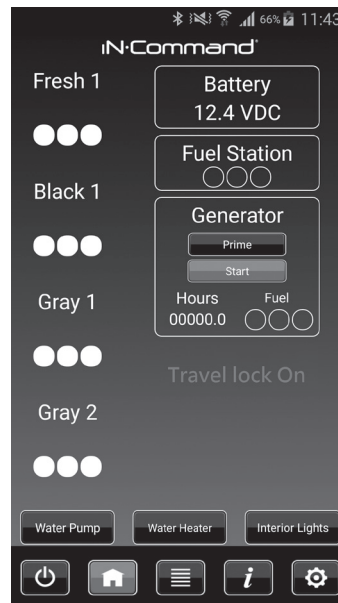 66% 11:43
iN·Command
Fresh 1
Black 1
Gray 1
Gray 2
Battery
12.4 VDC
Fuel Station
Generator
Prime
Start
Hours Fuel
00000.0
Travel lock On
Water Pump Water Heater Interior Lights
i